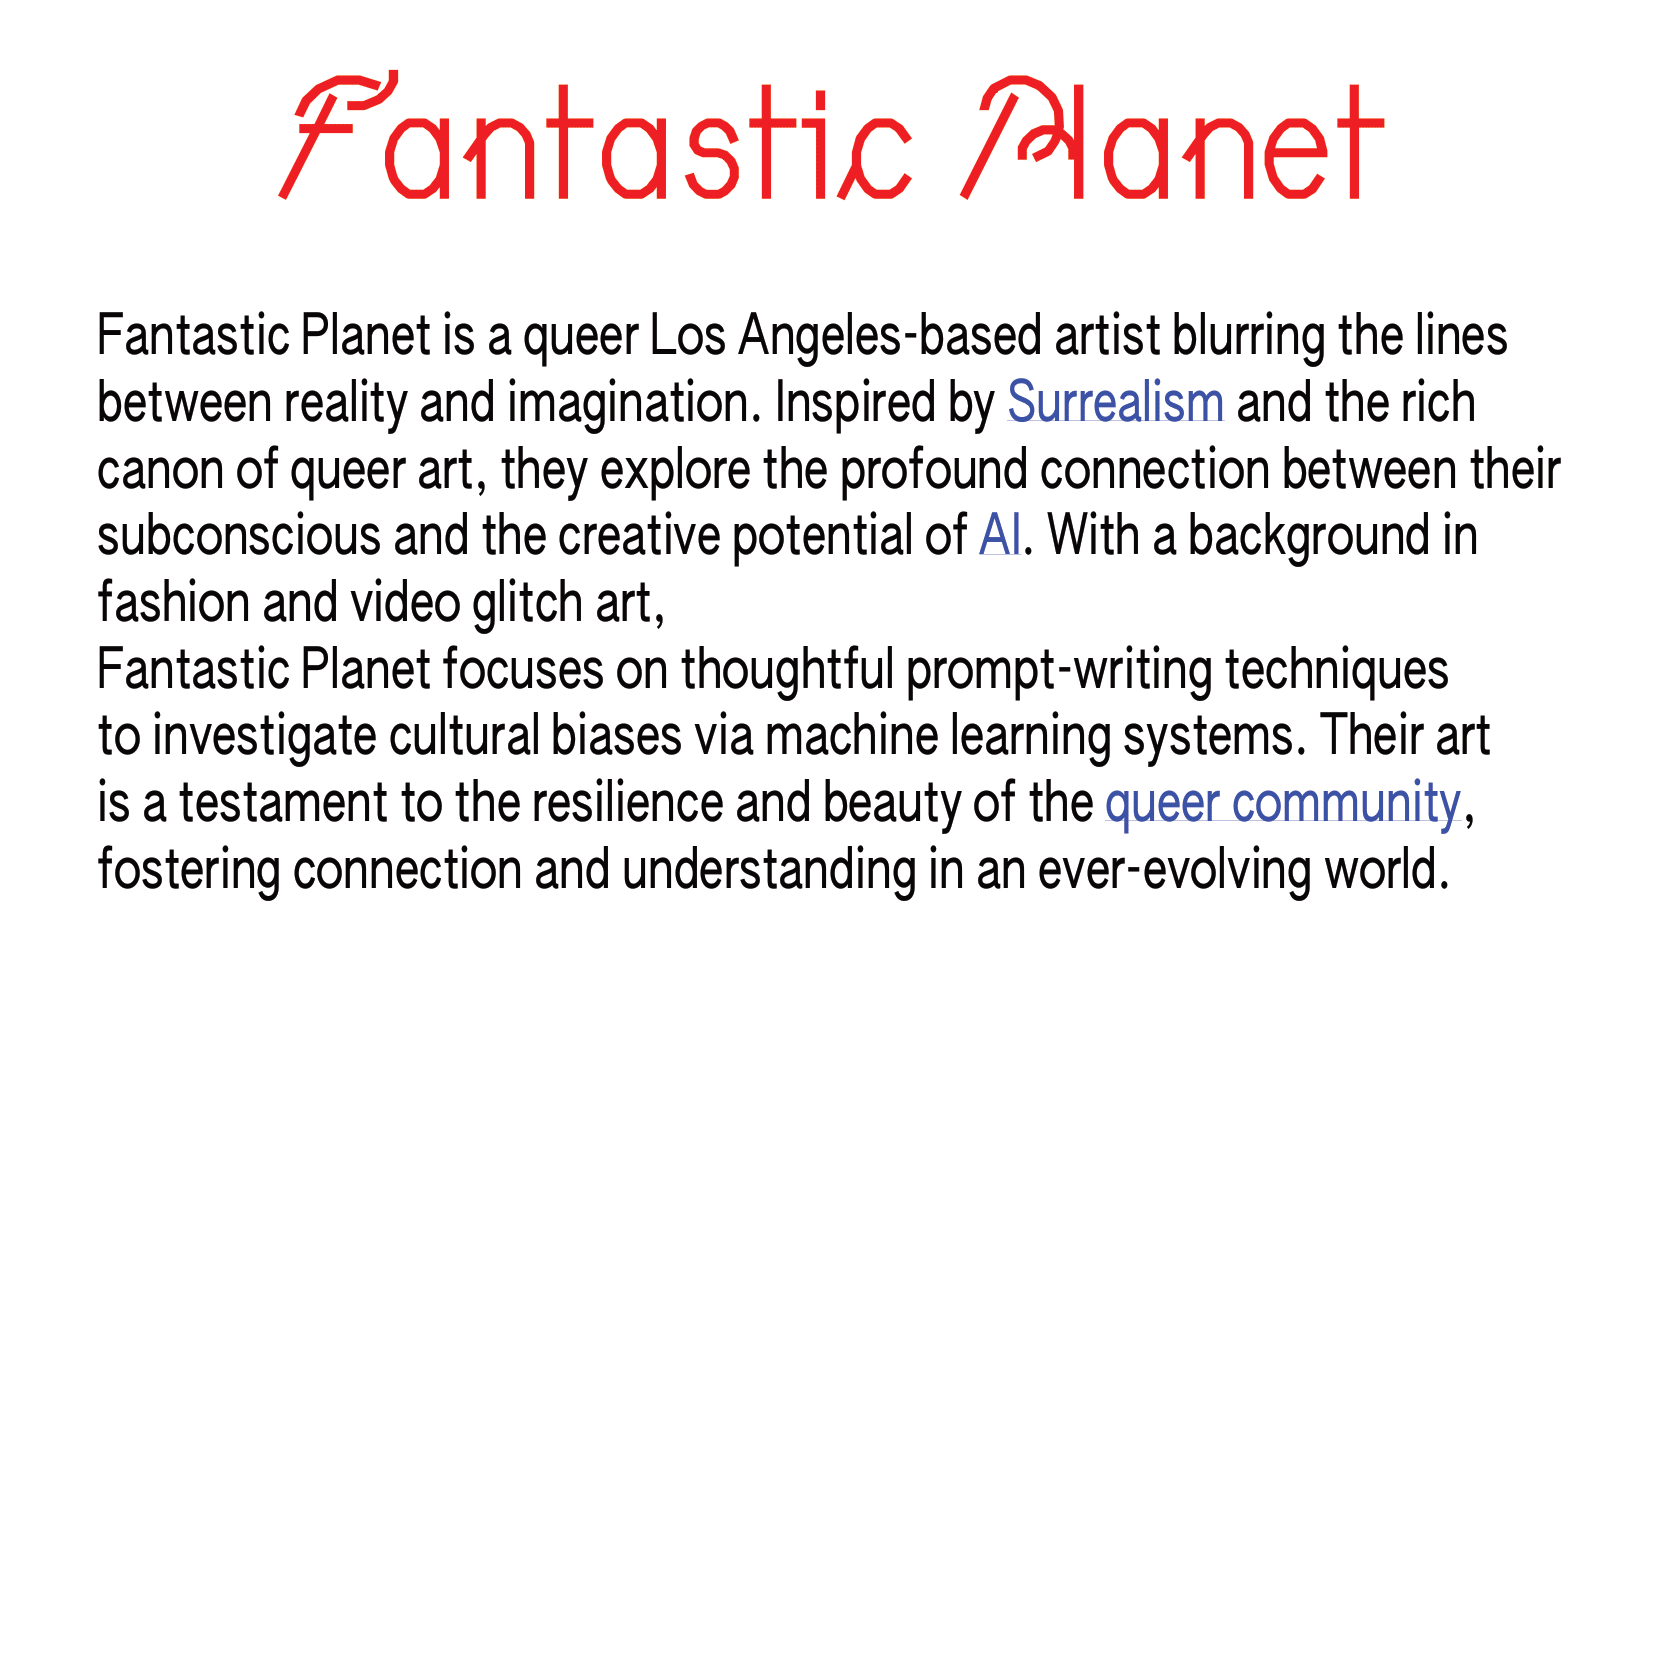 Fantastic Planet
Fantastic Planet is a queer Los Angeles-based artist blurring the lines
between reality and imagination. Inspired by Surrealism and the rich
canon of queer art, they explore the profound connection between their
subconscious and the creative potential of AI. With a background in
fashion and video glitch art,
Fantastic Planet focuses on thoughtful prompt-writing techniques
to investigate cultural biases via machine learning systems. Their art
is a testament to the resilience and beauty of the queer community,
fostering connection and understanding in an ever-evolving world.